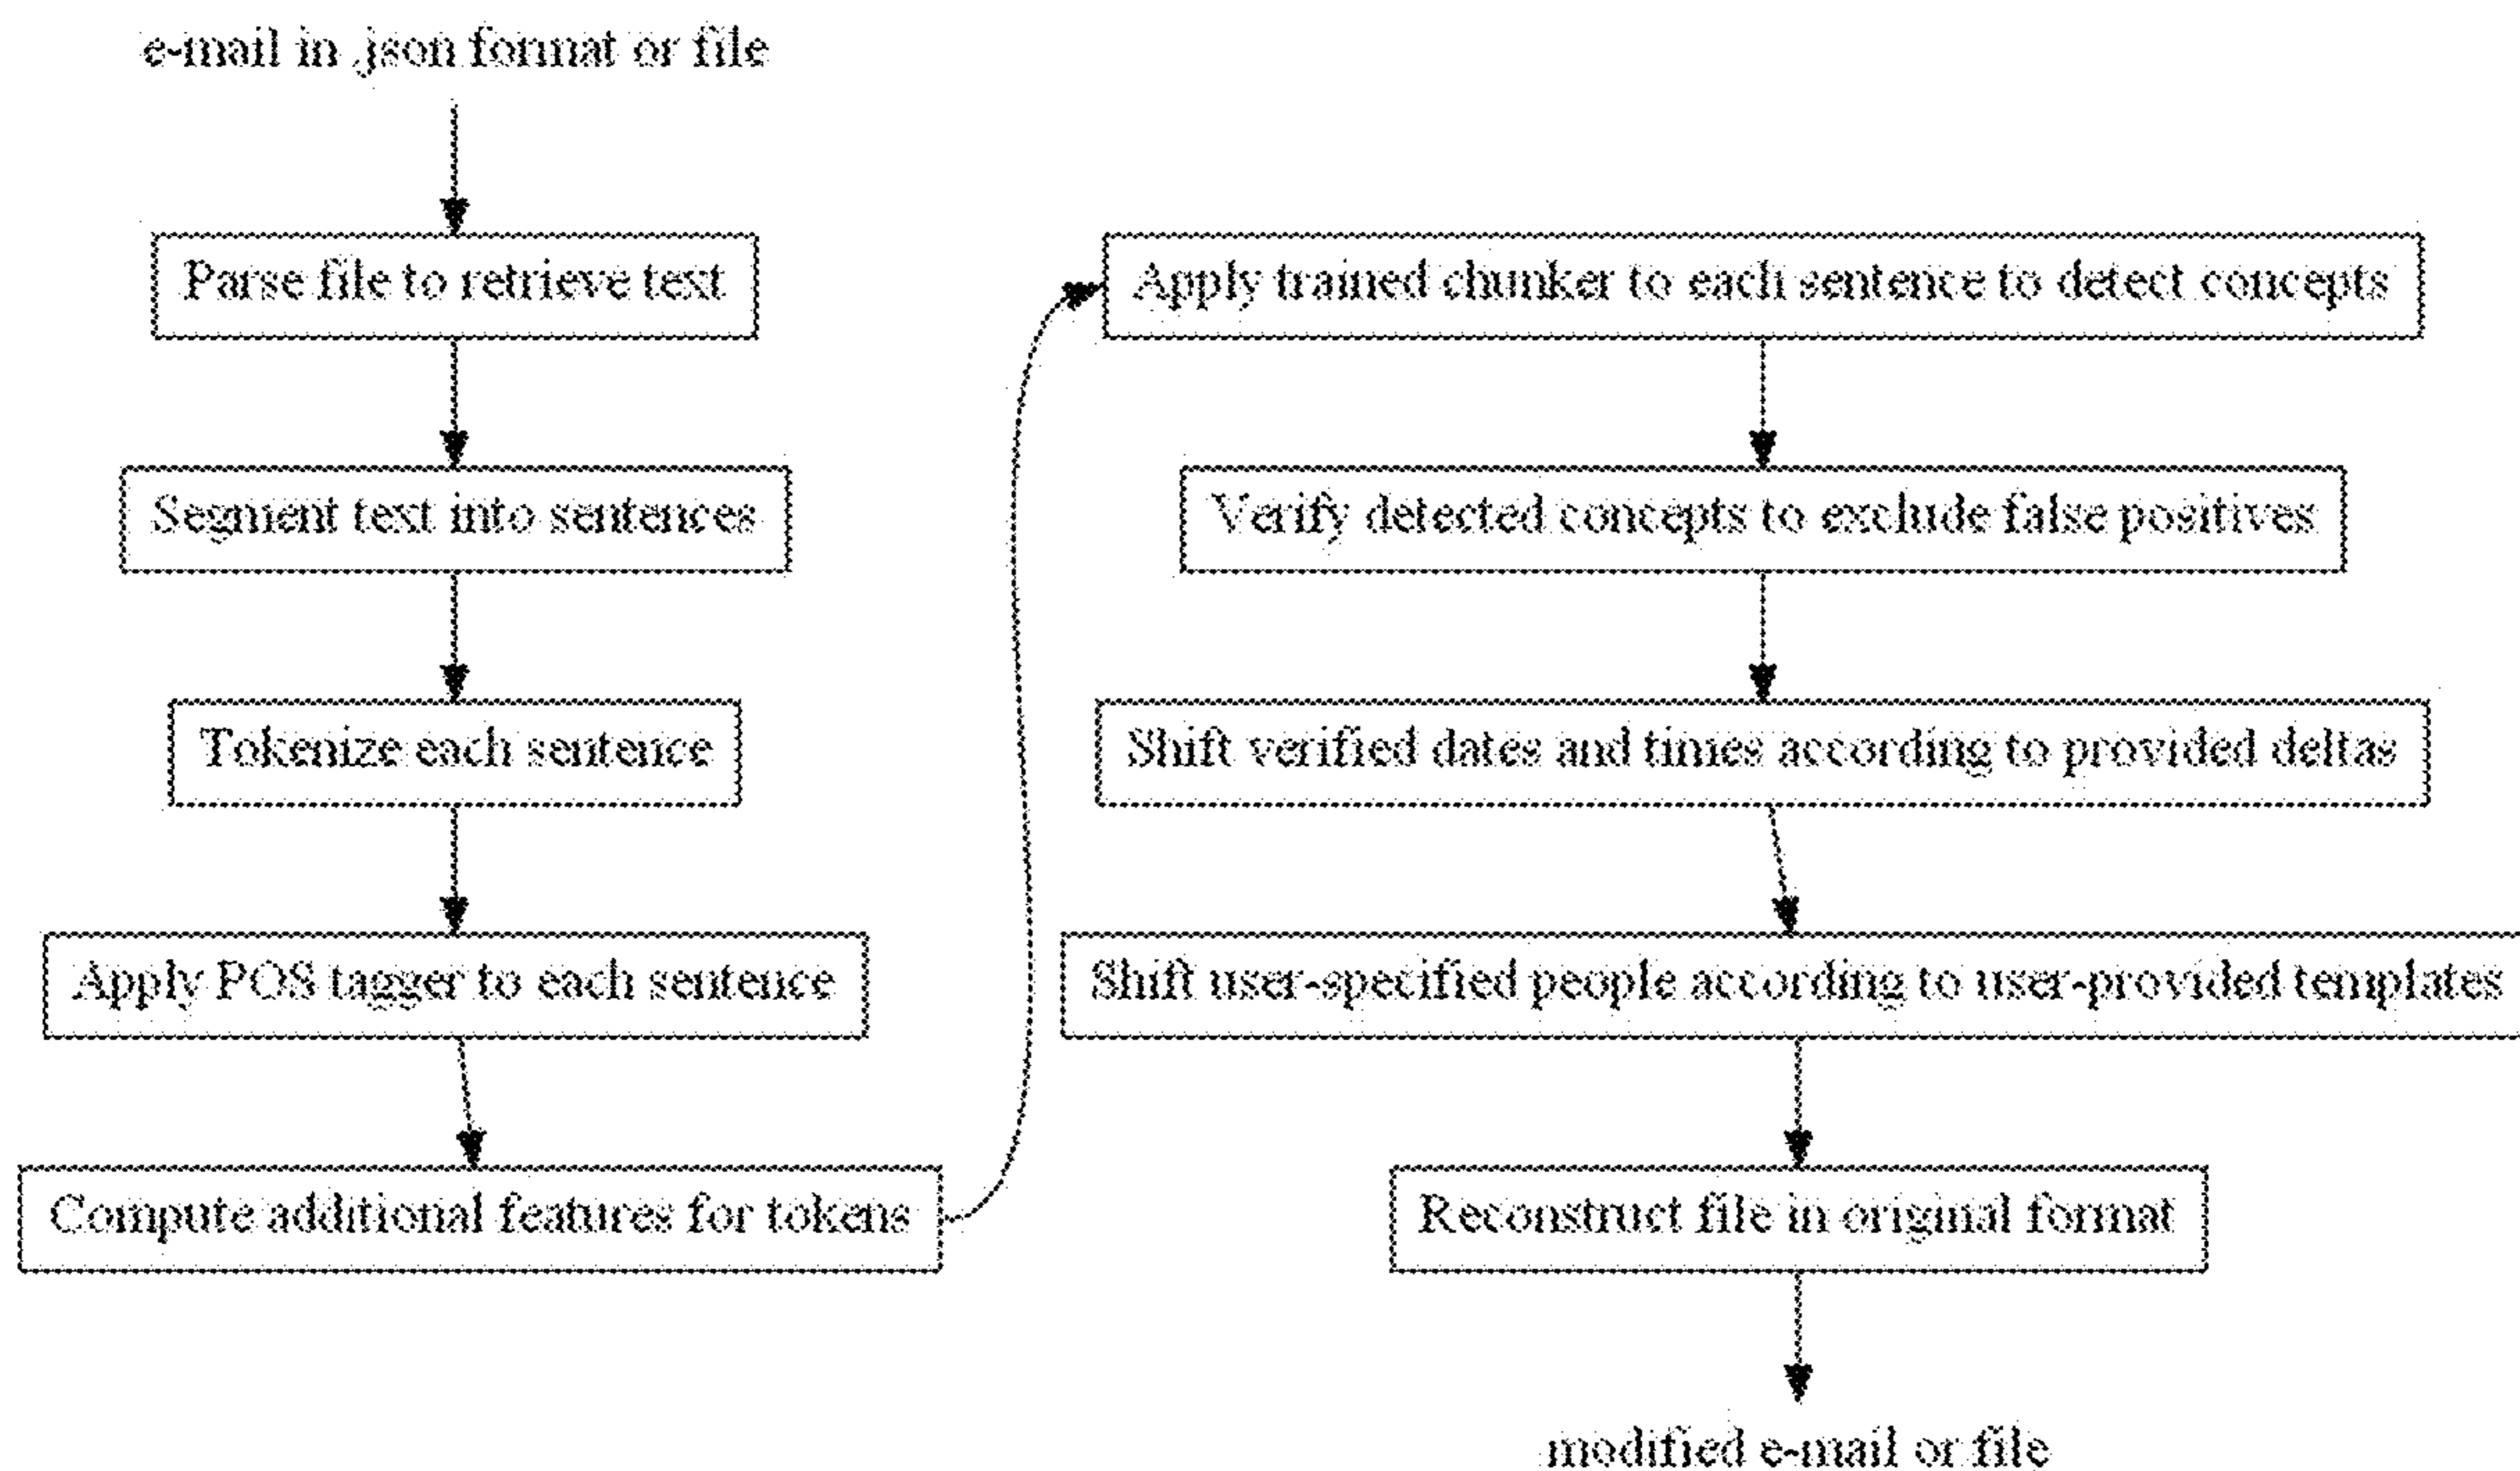 e-mail in .json format or file
Parse file to retrieve text
Segment text into sentences
Tokenize each sentence
Apply POS tagger to each sentence
Compute additional features for tokens
Apply trained chunker to each sentence to detect concepts
Verify detected concepts to exclude false positives
Shift verified dates and times according to provided deltas
Shift user-specified people according to user-provided templates
Reconstruct file in original format
modified e-mail or file